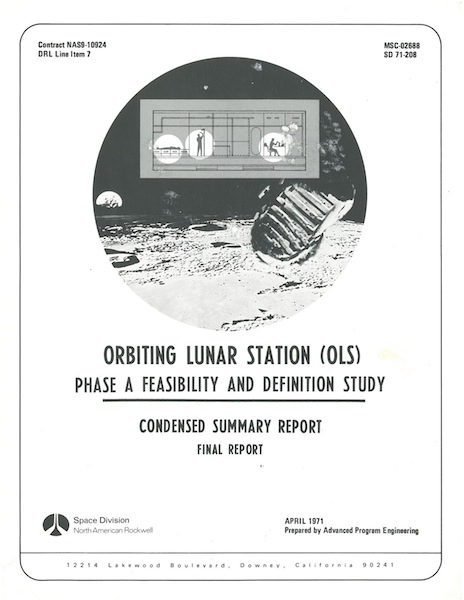 Contract NAS9-10924
DRL Line Item 7
MSC-02688
SD 71-208
ORBITING LUNAR STATION (OLS)
PHASE A FEASIBILITY AND DEFINITION STUDY
CONDENSED SUMMARY REPORT
FINAL REPORT
Space Division
North American Rockwell
APRIL 1971
Prepared by Advanced Program Engineering
12214 Lakewood Boulevard, Downey, California 90241